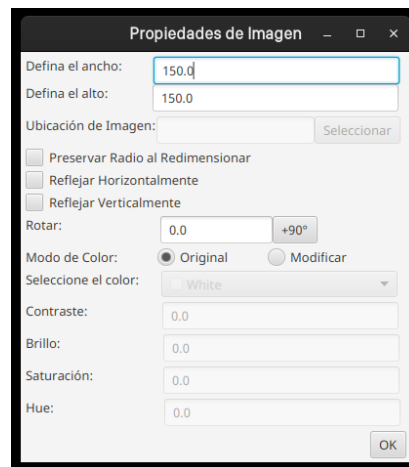 Propiedades de Imagen
Defina el ancho: 150.0
Defina el alto: 150.0
Ubicación de Imagen: Seleccionar
Preservar Radio al Redimensionar
Reflejar Horizontalmente
Reflejar Verticalmente
Rotar: 0.0 +90°
Modo de Color: Original Modificar
Seleccione el color: White
Contraste: 0.0
Brillo: 0.0
Saturación: 0.0
Hue: 0.0
OK